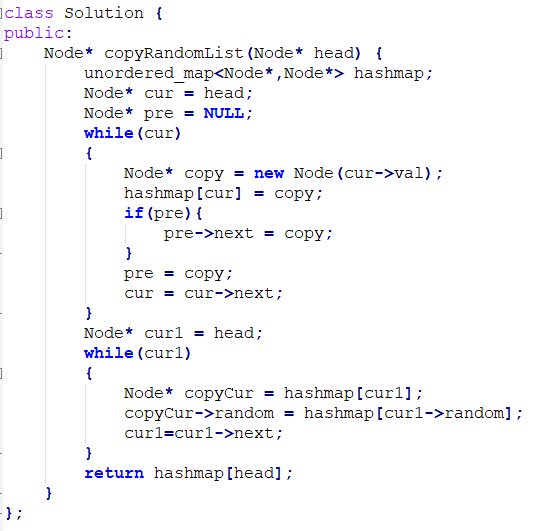 class Solution {
public:
    Node* copyRandomList(Node* head) {
        unordered_map<Node*,Node*> hashmap;
        Node* cur = head;
        Node* pre = NULL;
        while(cur)
        {
            Node* copy = new Node(cur->val);
            hashmap[cur] = copy;
            if(pre){
                pre->next = copy;
            }
            pre = copy;
            cur = cur->next;
        }
        Node* cur1 = head;
        while(cur1)
        {
            Node* copyCur = hashmap[cur1];
            copyCur->random = hashmap[cur1->random];
            cur1=cur1->next;
        }
        return hashmap[head];
    }
};